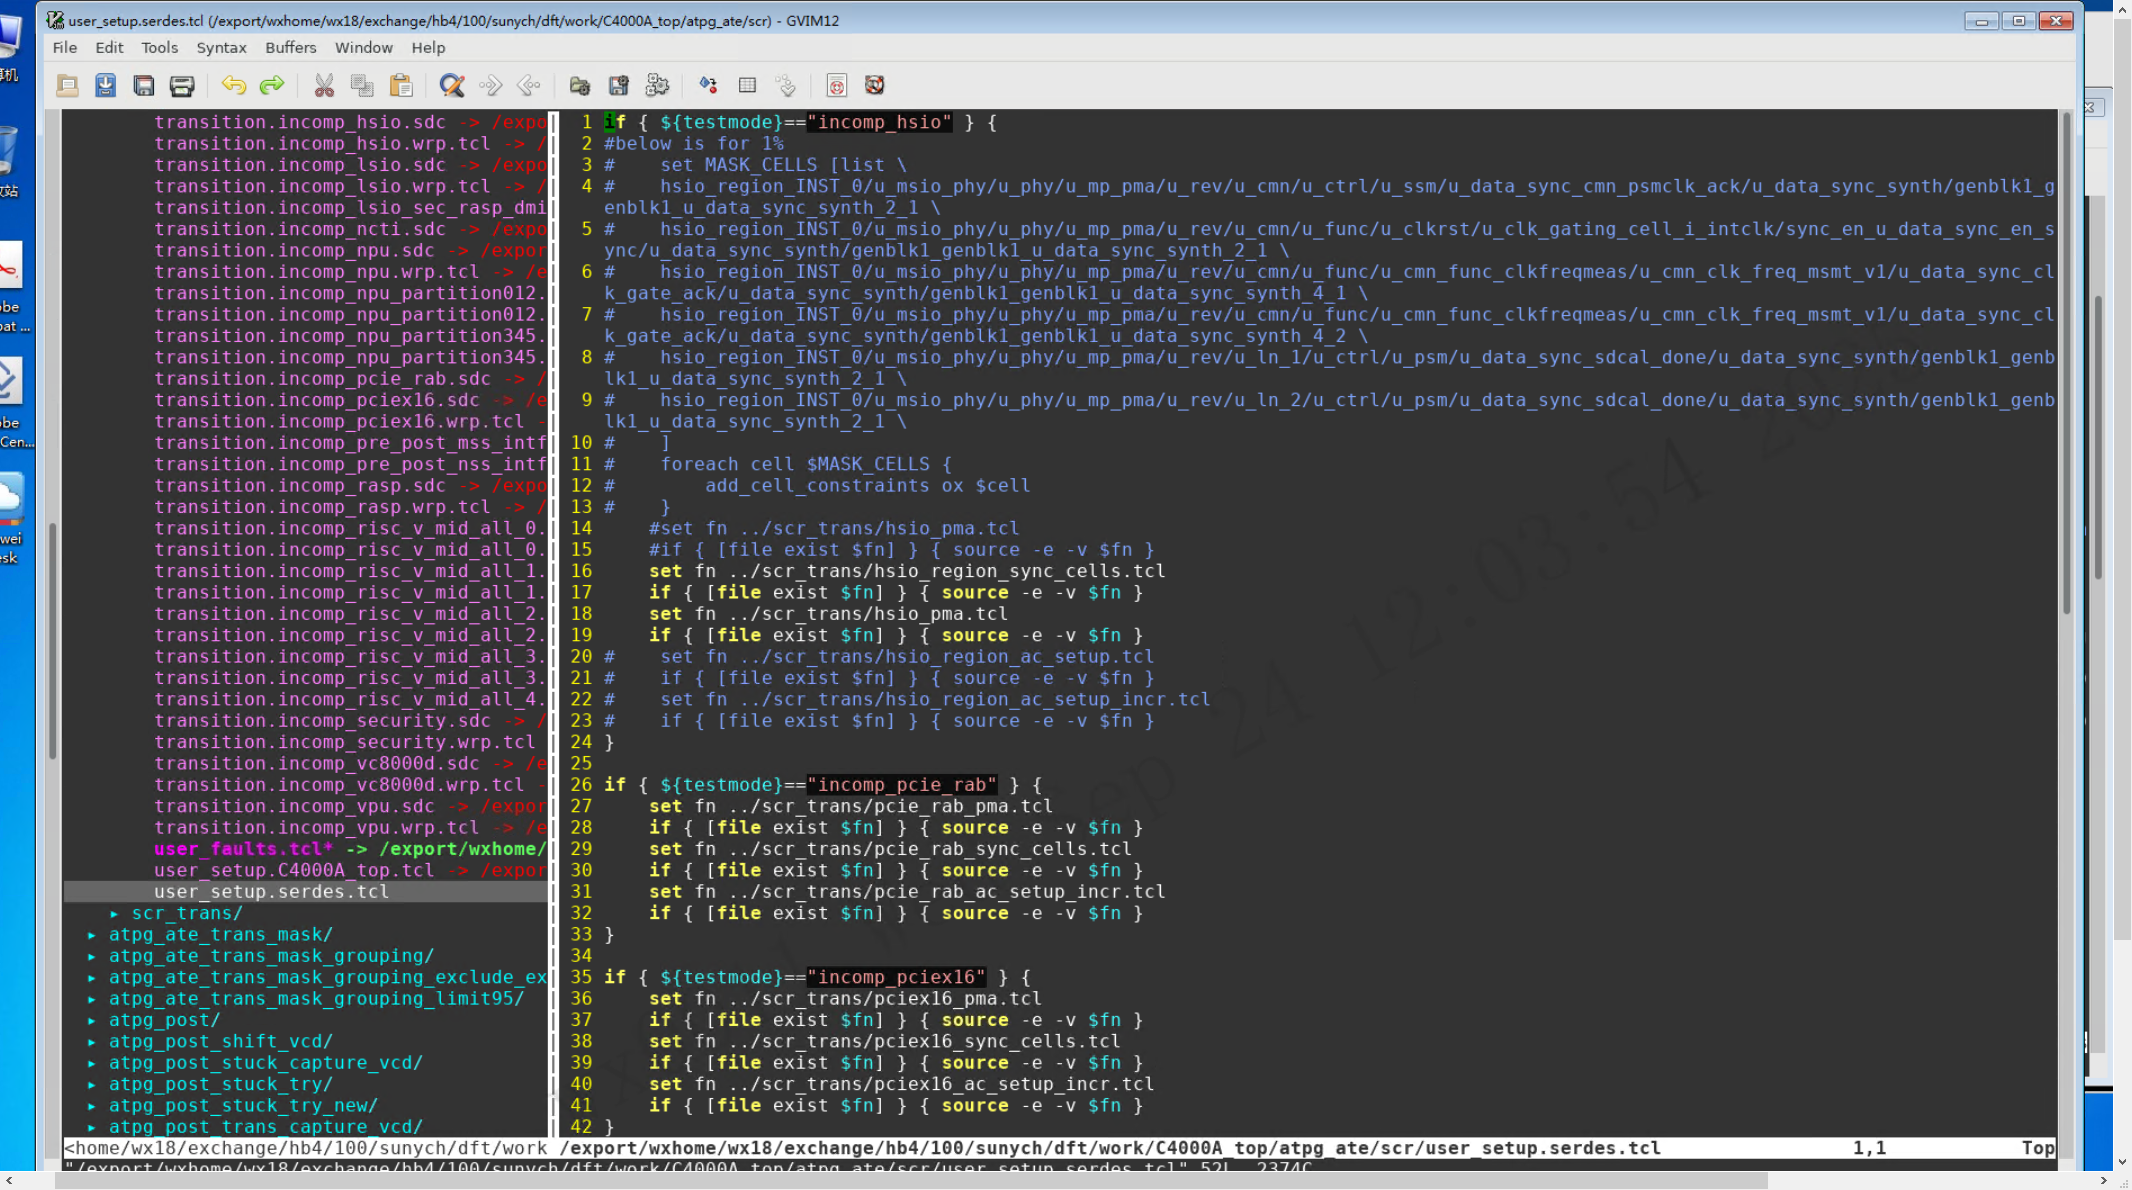 user_setup.serdes.tcl (/export/wxhome/wx18/exchange/hb4/100/sunych/dft/work/C4000A_top/atpg_ate/scr) - GVIM12
File Edit Tools Syntax Buffers Window Help
transition.incomp_hsio.sdc -> /expo
transition.incomp_hsio.wrp.tcl -> /
transition.incomp_lsio.sdc -> /expo
transition.incomp_lsio.wrp.tcl -> /
transition.incomp_lsio_sec_rasp_dmi
transition.incomp_ncti.sdc -> /expo
transition.incomp_npu.sdc -> /expor
transition.incomp_npu.wrp.tcl -> /e
transition.incomp_npu_partition012.
transition.incomp_npu_partition012.
transition.incomp_npu_partition345.
transition.incomp_npu_partition345.
transition.incomp_pcie_rab.sdc -> /
transition.incomp_pciex16.sdc -> /e
transition.incomp_pciex16.wrp.tcl -
transition.incomp_pre_post_mss_intf
transition.incomp_pre_post_nss_intf
transition.incomp_rasp.sdc -> /expo
transition.incomp_rasp.wrp.tcl -> /
transition.incomp_risc_v_mid_all_0.
transition.incomp_risc_v_mid_all_0.
transition.incomp_risc_v_mid_all_1.
transition.incomp_risc_v_mid_all_1.
transition.incomp_risc_v_mid_all_2.
transition.incomp_risc_v_mid_all_2.
transition.incomp_risc_v_mid_all_3.
transition.incomp_risc_v_mid_all_3.
transition.incomp_risc_v_mid_all_4.
transition.incomp_security.sdc -> /
transition.incomp_security.wrp.tcl
transition.incomp_vc8000d.sdc -> /e
transition.incomp_vc8000d.wrp.tcl -
transition.incomp_vpu.sdc -> /expor
transition.incomp_vpu.wrp.tcl -> /e
user_faults.tcl* -> /export/wxhome/
user_setup.C4000A_top.tcl -> /expor
user_setup.serdes.tcl
▸ scr_trans/
▸ atpg_ate_trans_mask/
▸ atpg_ate_trans_mask_grouping/
▸ atpg_ate_trans_mask_grouping_exclude_ex
▸ atpg_ate_trans_mask_grouping_limit95/
▸ atpg_post/
▸ atpg_post_shift_vcd/
▸ atpg_post_stuck_capture_vcd/
▸ atpg_post_stuck_try/
▸ atpg_post_stuck_try_new/
▸ atpg_post_trans_capture_vcd/
1 if { ${testmode}=="incomp_hsio" } {
2 #below is for 1%
3 #    set MASK_CELLS [list \
4 #    hsio_region_INST_0/u_msio_phy/u_phy/u_mp_pma/u_rev/u_cmn/u_ctrl/u_ssm/u_data_sync_cmn_psmclk_ack/u_data_sync_synth/genblk1_g
enblk1_u_data_sync_synth_2_1 \
5 #    hsio_region_INST_0/u_msio_phy/u_phy/u_mp_pma/u_rev/u_cmn/u_func/u_clkrst/u_clk_gating_cell_i_intclk/sync_en_u_data_sync_en_s
ync/u_data_sync_synth/genblk1_genblk1_u_data_sync_synth_2_1 \
6 #    hsio_region_INST_0/u_msio_phy/u_phy/u_mp_pma/u_rev/u_cmn/u_func/u_cmn_func_clkfreqmeas/u_cmn_clk_freq_msmt_v1/u_data_sync_cl
k_gate_ack/u_data_sync_synth/genblk1_genblk1_u_data_sync_synth_4_1 \
7 #    hsio_region_INST_0/u_msio_phy/u_phy/u_mp_pma/u_rev/u_cmn/u_func/u_cmn_func_clkfreqmeas/u_cmn_clk_freq_msmt_v1/u_data_sync_cl
k_gate_ack/u_data_sync_synth/genblk1_genblk1_u_data_sync_synth_4_2 \
8 #    hsio_region_INST_0/u_msio_phy/u_phy/u_mp_pma/u_rev/u_ln_1/u_ctrl/u_psm/u_data_sync_sdcal_done/u_data_sync_synth/genblk1_genb
lk1_u_data_sync_synth_2_1 \
9 #    hsio_region_INST_0/u_msio_phy/u_phy/u_mp_pma/u_rev/u_ln_2/u_ctrl/u_psm/u_data_sync_sdcal_done/u_data_sync_synth/genblk1_genb
lk1_u_data_sync_synth_2_1 \
10 #    ]
11 #    foreach cell $MASK_CELLS {
12 #        add_cell_constraints ox $cell
13 #    }
14     #set fn ../scr_trans/hsio_pma.tcl
15     #if { [file exist $fn] } { source -e -v $fn }
16     set fn ../scr_trans/hsio_region_sync_cells.tcl
17     if { [file exist $fn] } { source -e -v $fn }
18     set fn ../scr_trans/hsio_pma.tcl
19     if { [file exist $fn] } { source -e -v $fn }
20 #    set fn ../scr_trans/hsio_region_ac_setup.tcl
21 #    if { [file exist $fn] } { source -e -v $fn }
22 #    set fn ../scr_trans/hsio_region_ac_setup_incr.tcl
23 #    if { [file exist $fn] } { source -e -v $fn }
24 }
25
26 if { ${testmode}=="incomp_pcie_rab" } {
27     set fn ../scr_trans/pcie_rab_pma.tcl
28     if { [file exist $fn] } { source -e -v $fn }
29     set fn ../scr_trans/pcie_rab_sync_cells.tcl
30     if { [file exist $fn] } { source -e -v $fn }
31     set fn ../scr_trans/pcie_rab_ac_setup_incr.tcl
32     if { [file exist $fn] } { source -e -v $fn }
33 }
34
35 if { ${testmode}=="incomp_pciex16" } {
36     set fn ../scr_trans/pciex16_pma.tcl
37     if { [file exist $fn] } { source -e -v $fn }
38     set fn ../scr_trans/pciex16_sync_cells.tcl
39     if { [file exist $fn] } { source -e -v $fn }
40     set fn ../scr_trans/pciex16_ac_setup_incr.tcl
41     if { [file exist $fn] } { source -e -v $fn }
42 }
<home/wx18/exchange/hb4/100/sunych/dft/work /export/wxhome/wx18/exchange/hb4/100/sunych/dft/work/C4000A_top/atpg_ate/scr/user_setup.serdes.tcl 1,1 Top
"/export/wxhome/wx18/exchange/hb4/100/sunych/dft/work/C4000A_top/atpg_ate/scr/user_setup.serdes.tcl" 52L, 2374C
Sep 24 12:03:54